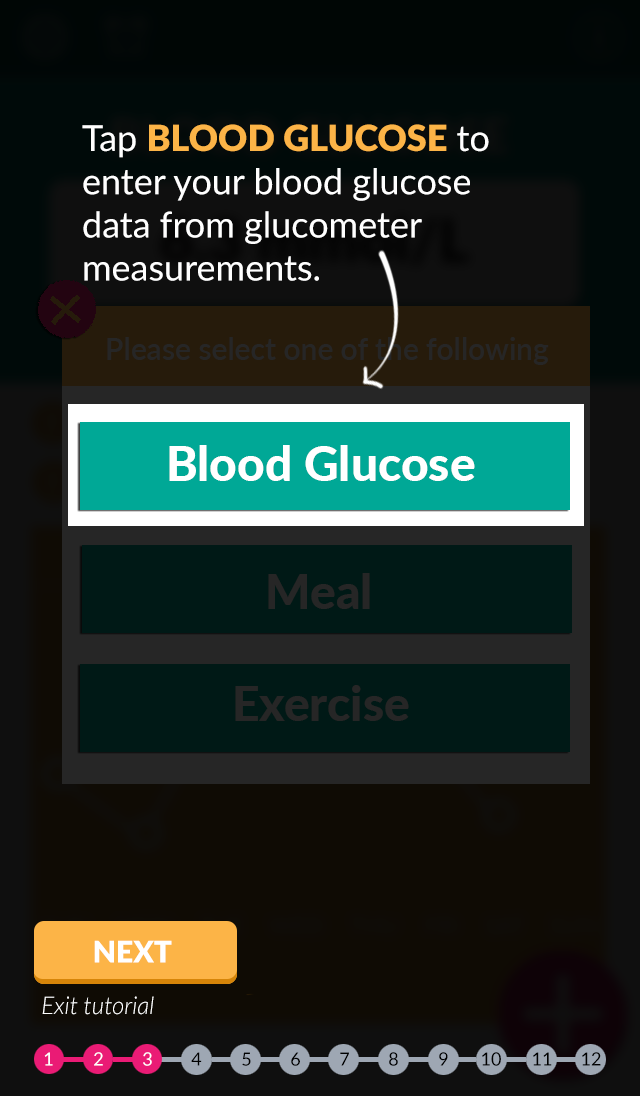 Tap BLOOD GLUCOSE to
enter your blood glucose
data from glucometer
measurements.
Please select one of the following
Blood Glucose
Meal
Exercise
NEXT
Exit tutorial
1 2 3 4 5 6 7 8 9 10 11 12